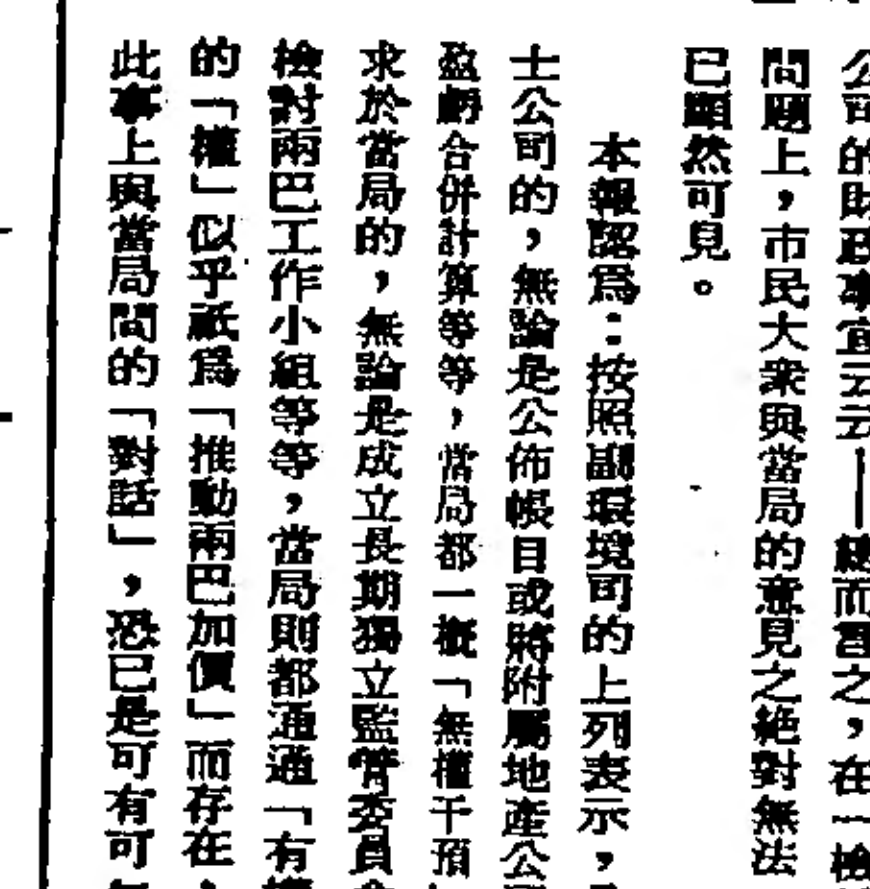 公司的財政事宜云云——總而言之，在一檢
問題上，市民大衆與當局的意見之絕對無法
已顯然可見。
本報認爲：按照副環境司的上列表示，
士公司的，無論是公佈帳目或將附屬地產公司
盈虧合併計算等等，當局都一概「無權干預」
求於當局的，無論是成立長期獨立監管委員會
檢討兩巴工作小組等等，當局則都通通「有權
的「權」似乎祇爲「推動兩巴加價」而存在，
此事上與當局間的「對話」，恐已是可有可